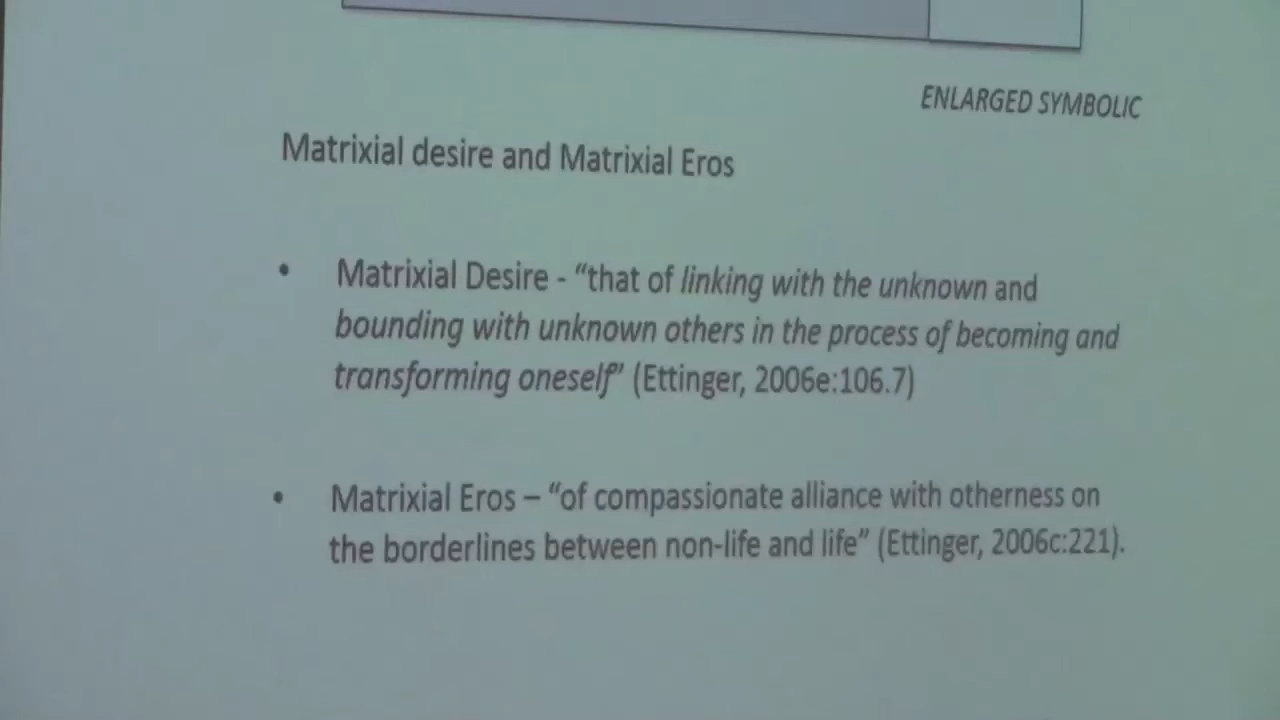 ENLARGED SYMBOLIC
Matrixial desire and Matrixial Eros
• Matrixial Desire - “that of linking with the unknown and
bounding with unknown others in the process of becoming and
transforming oneself” (Ettinger, 2006e:106.7)
• Matrixial Eros – “of compassionate alliance with otherness on
the borderlines between non-life and life” (Ettinger, 2006c:221).